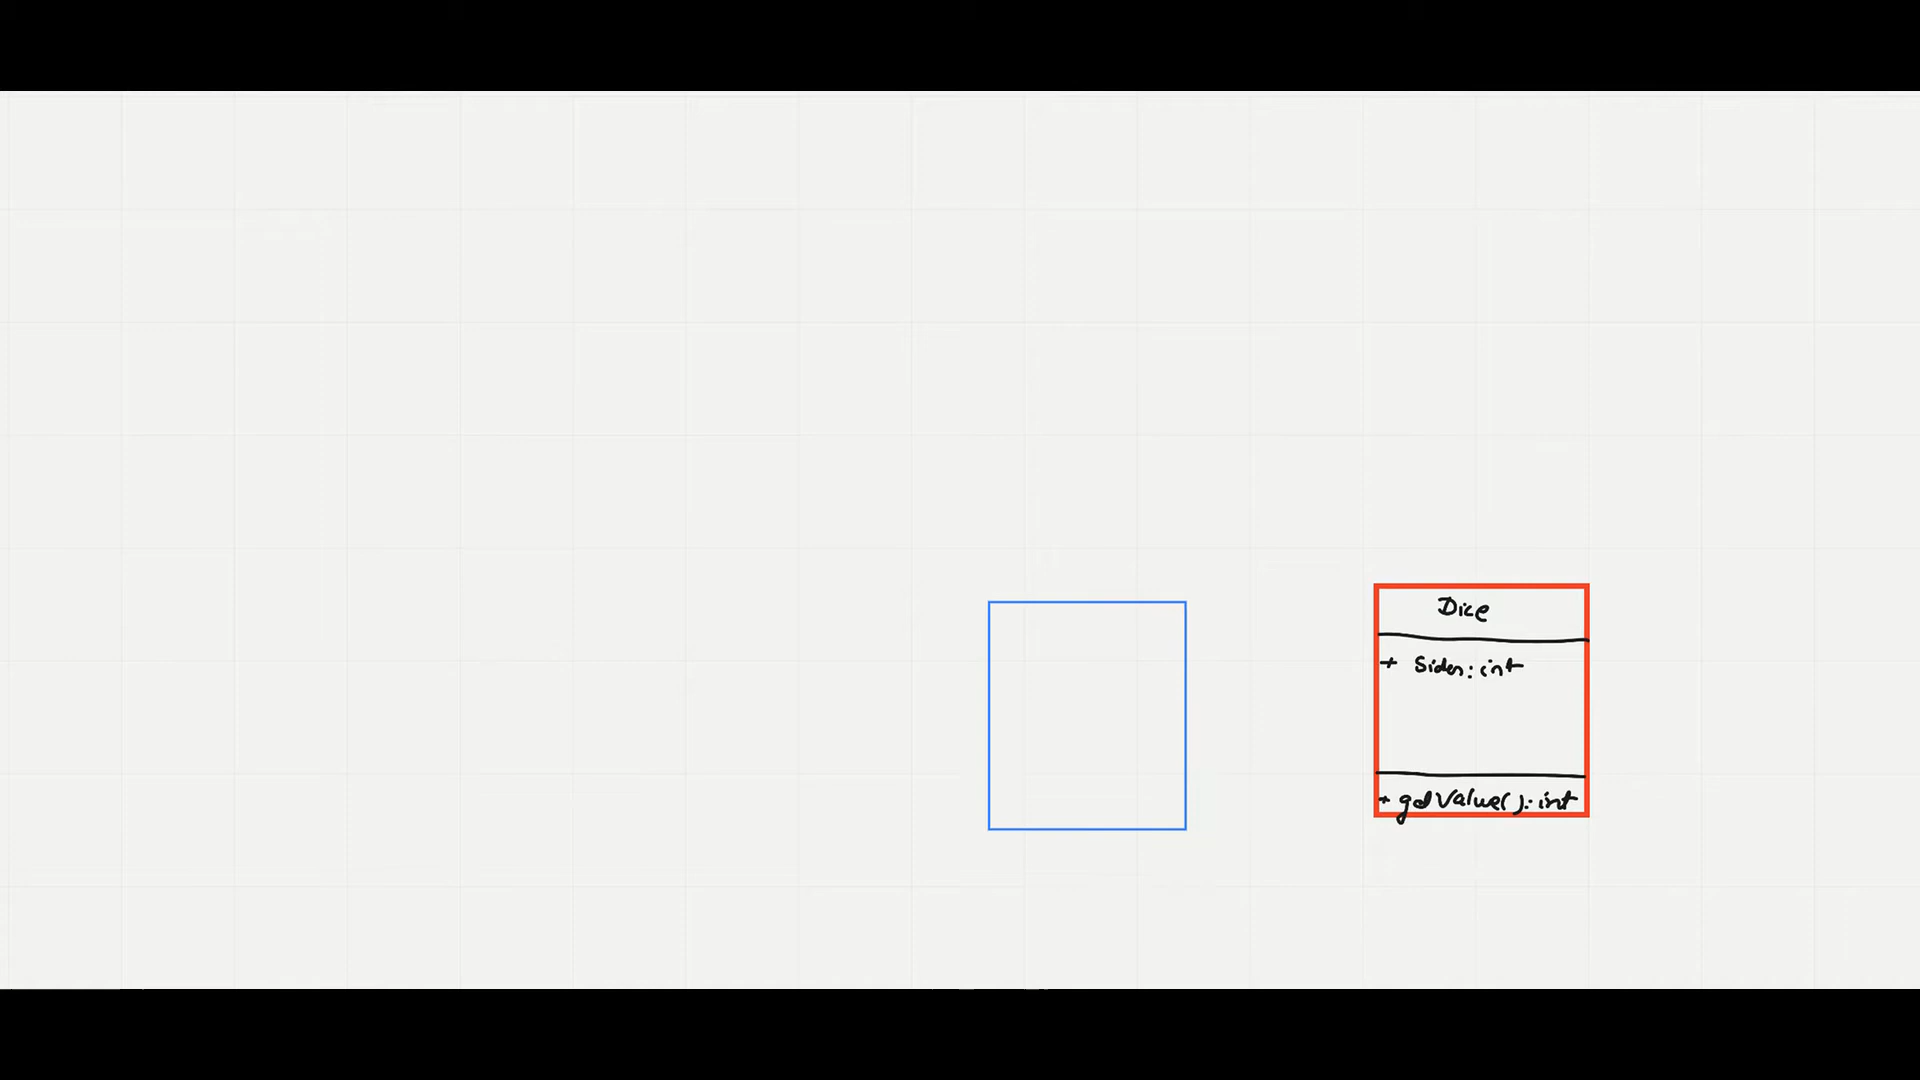 Dice
+ Sides: int
+ getValue(): int